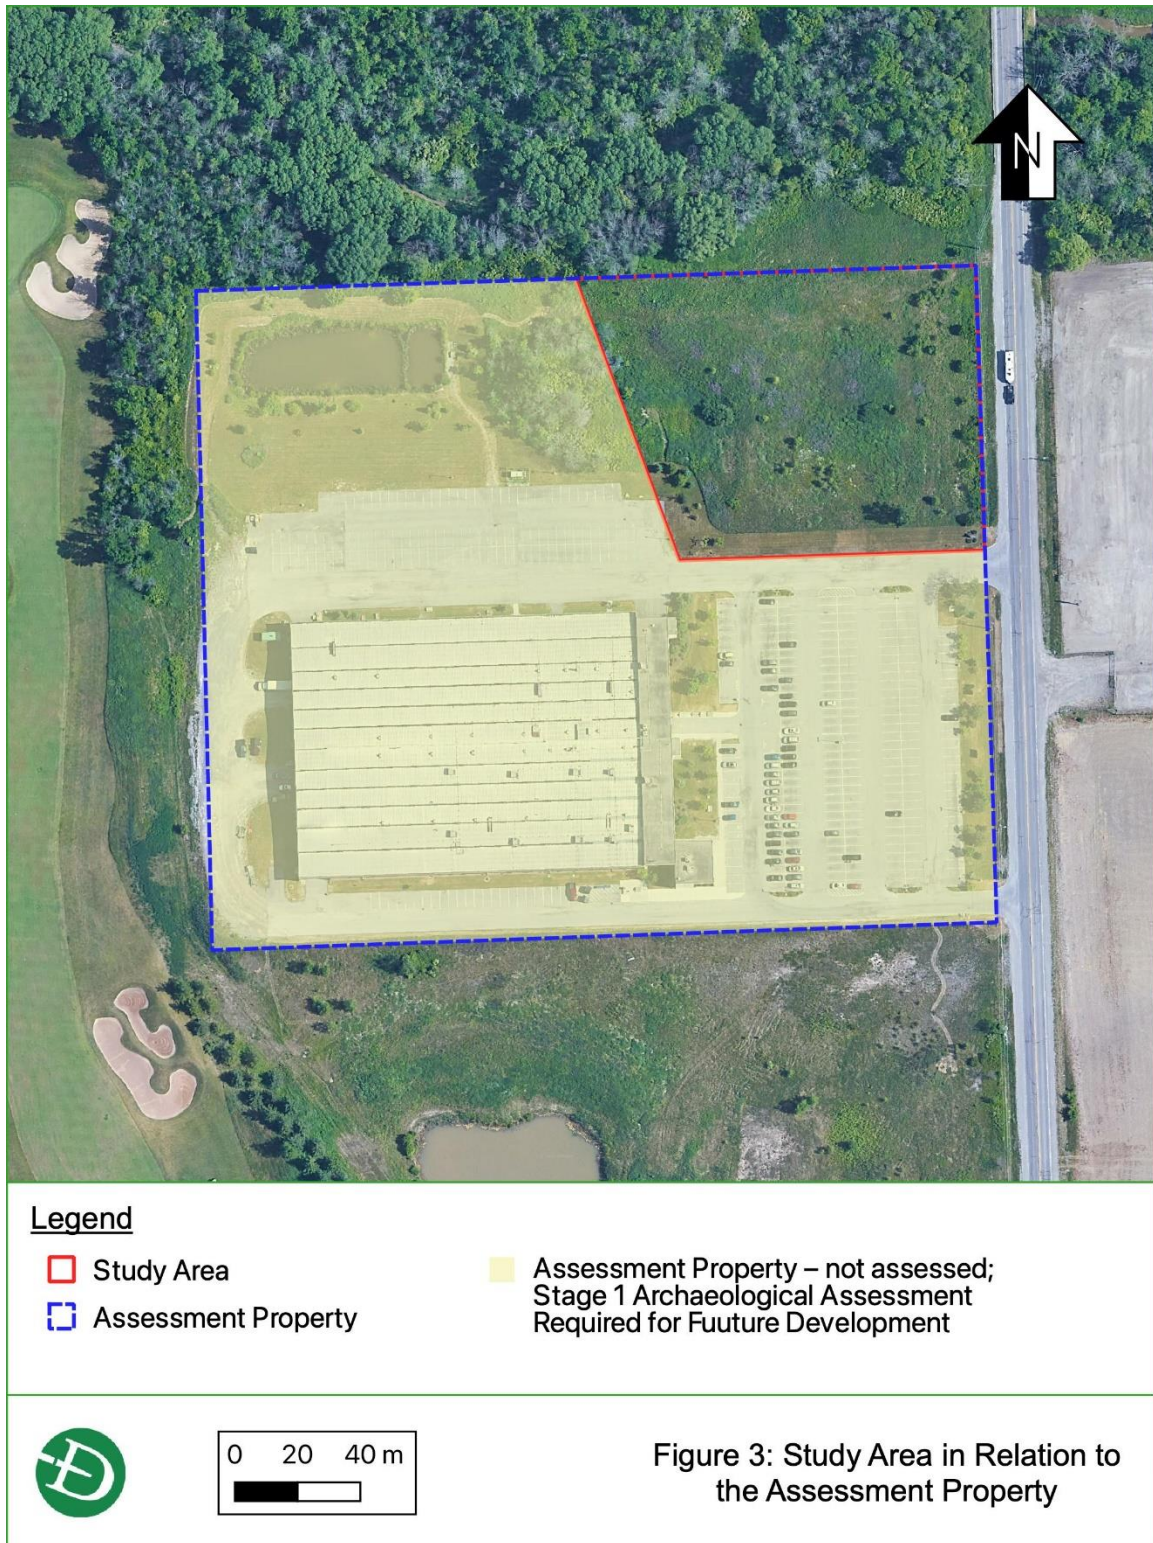 N
Legend
Study Area
Assessment Property
Assessment Property – not assessed;
Stage 1 Archaeological Assessment
Required for Fuuture Development
0 20 40 m
Figure 3: Study Area in Relation to
the Assessment Property